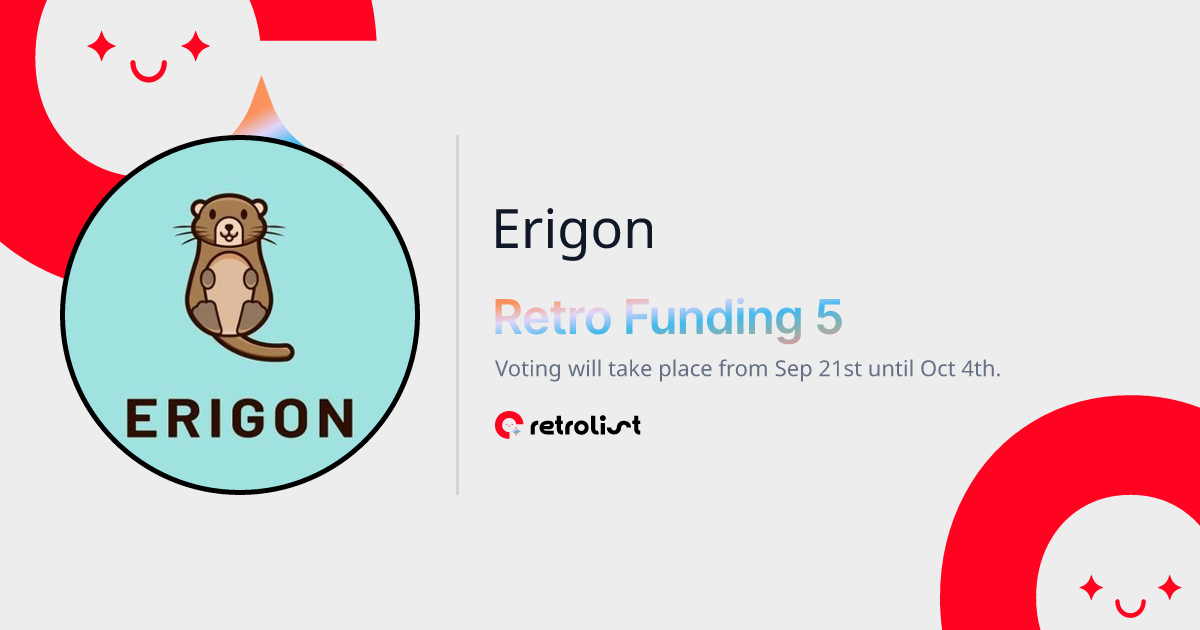 ERIGON
Erigon
Retro Funding 5
Voting will take place from Sep 21st until Oct 4th.
retrolist